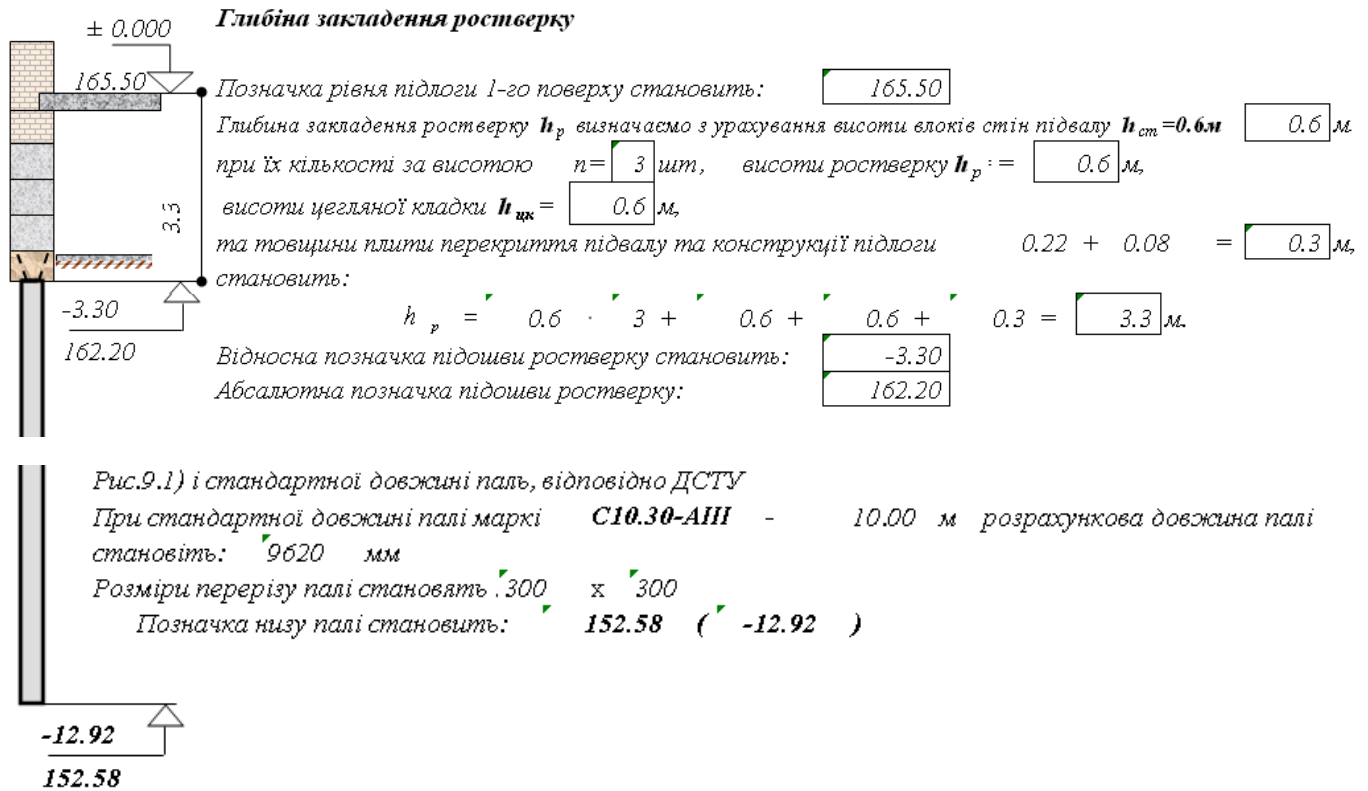 Глибіна закладення ростверку
± 0.000
165.50
Позначка рівня підлоги 1-го поверху становить: 165.50
Глибина закладення ростверку hр визначаємо з урахування висоти влоків стін підвалу hст=0.6м 0.6 м
при їх кількості за висотою n= 3 шт, висоти ростверку hр := 0.6 м,
висоти цегляної кладки hцк = 0.6 м,
3.3
та товщини плити перекриття підвалу та конструкції підлоги 0.22 + 0.08 = 0.3 м,
становить:
hр = 0.6 · 3 + 0.6 + 0.6 + 0.3 = 3.3 м.
-3.30
162.20
Відносна позначка підошви ростверку становить: -3.30
Абсалютна позначка підошви ростверку: 162.20
Рис.9.1) і стандартної довжині паль, відповідно ДСТУ
При стандартної довжині палі маркі С10.30-АІІІ - 10.00 м розрахункова довжина палі
становіть: 9620 мм
Розміри перерізу палі становять .300 х 300
Позначка низу палі становить: 152.58 ( -12.92 )
-12.92
152.58